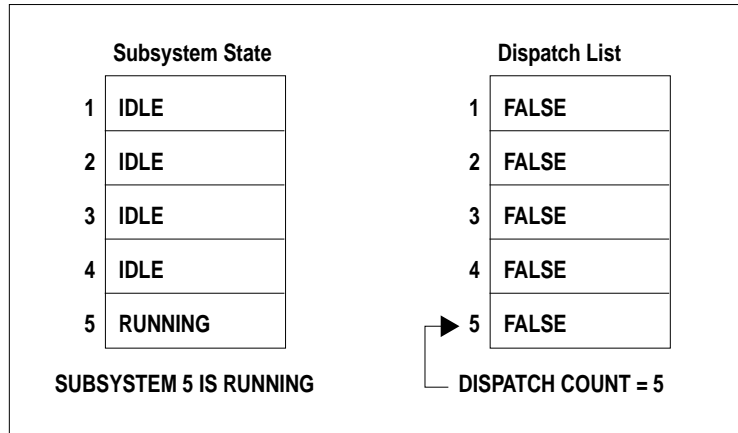 Subsystem State
1 IDLE
2 IDLE
3 IDLE
4 IDLE
5 RUNNING
SUBSYSTEM 5 IS RUNNING
Dispatch List
1 FALSE
2 FALSE
3 FALSE
4 FALSE
5 FALSE
DISPATCH COUNT = 5